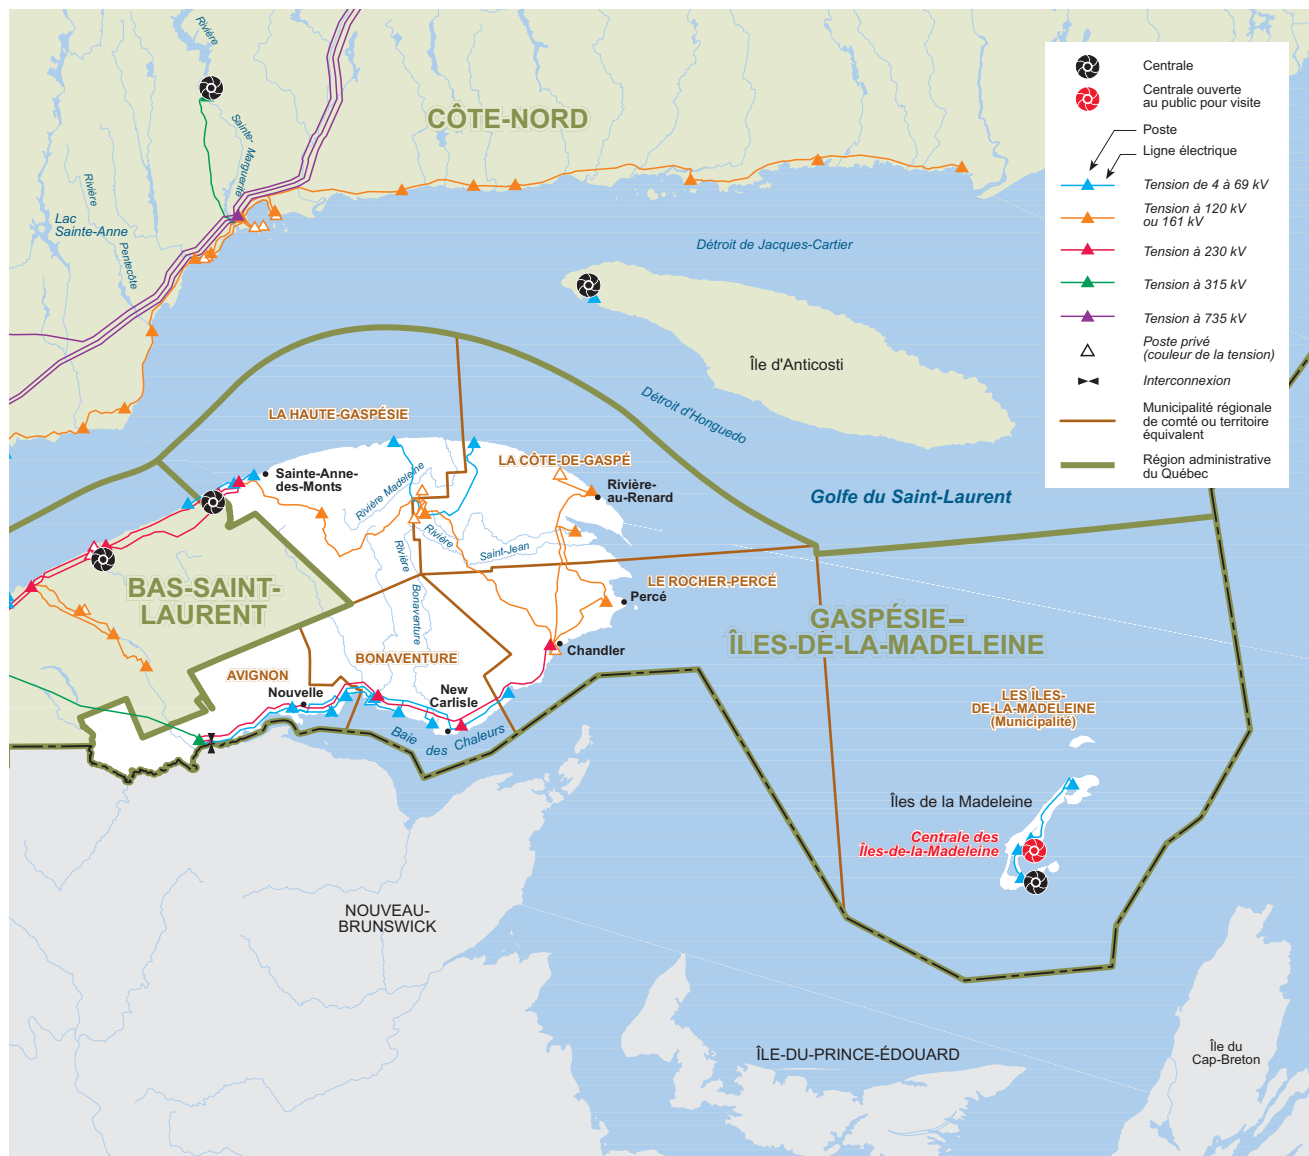 Rivière
Sainte-
Marguerite
CÔTE-NORD
Rivière
Pentecôte
Lac
Sainte-Anne
Détroit de Jacques-Cartier
Île d'Anticosti
Détroit d'Honguedo
LA HAUTE-GASPÉSIE
Sainte-Anne-
des-Monts
Rivière Madeleine
LA CÔTE-DE-GASPÉ
Rivière-
au-Renard
Golfe du Saint-Laurent
Rivière
Saint-Jean
Rivière
Bonaventure
LE ROCHER-PERCÉ
Percé
BAS-SAINT-
LAURENT
GASPÉSIE–
ÎLES-DE-LA-MADELEINE
Chandler
BONAVENTURE
AVIGNON
Nouvelle
New
Carlisle
Baie des Chaleurs
LES ÎLES-
DE-LA-MADELEINE
(Municipalité)
Îles de la Madeleine
Centrale des
Îles-de-la-Madeleine
NOUVEAU-
BRUNSWICK
ÎLE-DU-PRINCE-ÉDOUARD
Île du
Cap-Breton
Centrale
Centrale ouverte
au public pour visite
Poste
Ligne électrique
Tension de 4 à 69 kV
Tension à 120 kV
ou 161 kV
Tension à 230 kV
Tension à 315 kV
Tension à 735 kV
Poste privé
(couleur de la tension)
Interconnexion
Municipalité régionale
de comté ou territoire
équivalent
Région administrative
du Québec